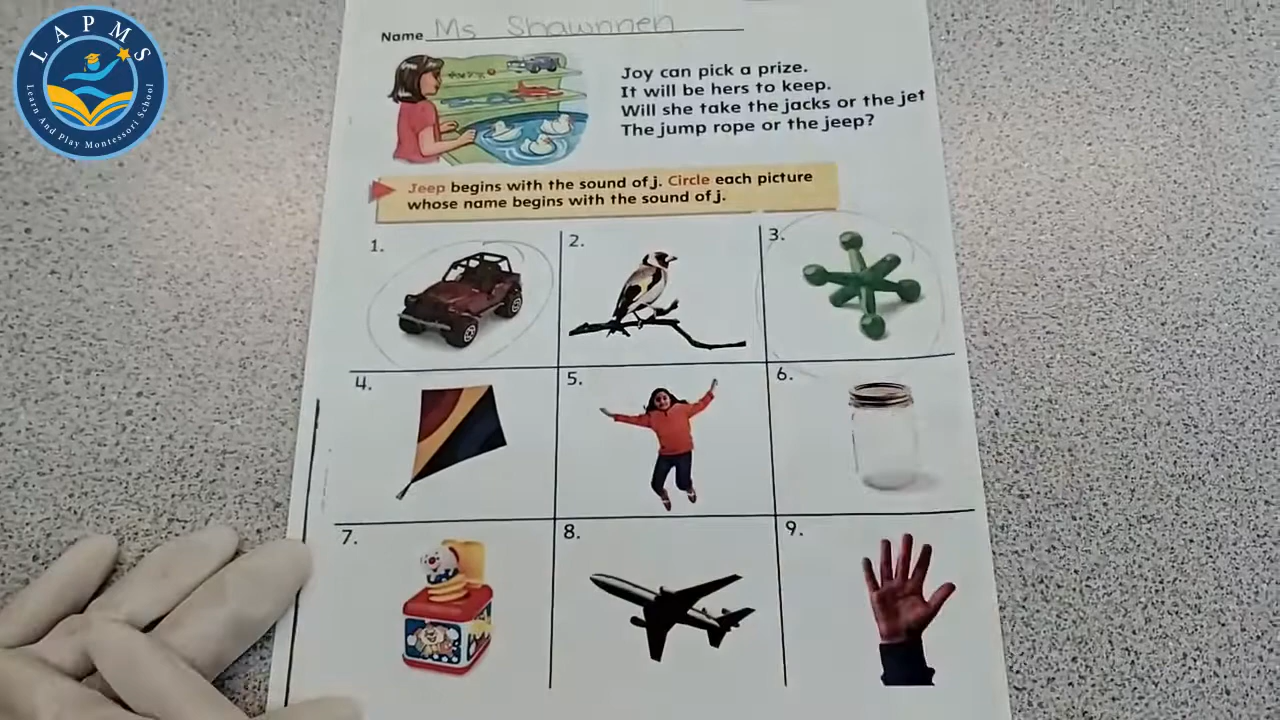 LAPMS
Learn And Play Montessori School
Name Ms Shawnneh
Joy can pick a prize.
It will be hers to keep.
Will she take the jacks or the jet
The jump rope or the jeep?
Jeep begins with the sound of j. Circle each picture
whose name begins with the sound of j.
1. 2. 3.
4. 5. 6.
7. 8. 9.